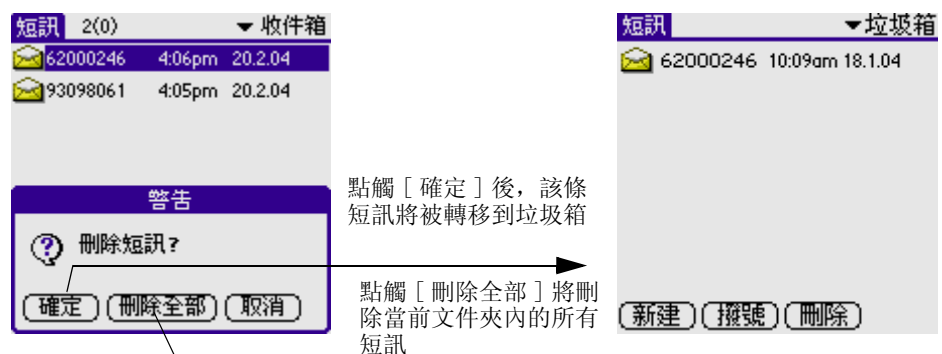 短訊 2(0) 收件箱
62000246 4:06pm 20.2.04
93098061 4:05pm 20.2.04
警告
刪除短訊?
確定 刪除全部 取消
點觸［確定］後，該條
短訊將被轉移到垃圾箱
點觸［刪除全部］將刪
除當前文件夾內的所有
短訊
短訊 垃圾箱
62000246 10:09am 18.1.04
新建 撥號 刪除